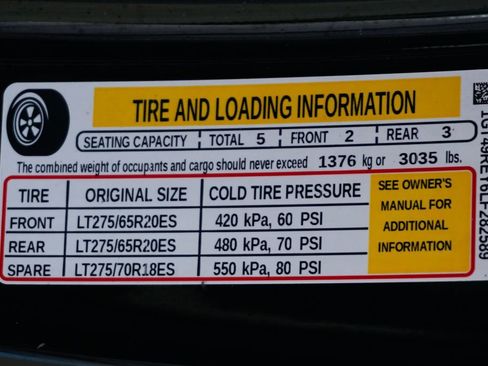 TIRE AND LOADING INFORMATION
SEATING CAPACITY TOTAL 5 FRONT 2 REAR 3
The combined weight of occupants and cargo should never exceed 1376 kg or 3035 lbs.
TIRE ORIGINAL SIZE COLD TIRE PRESSURE
FRONT LT275/65R20ES 420 kPa, 60 PSI
REAR LT275/65R20ES 480 kPa, 70 PSI
SPARE LT275/70R18ES 550 kPa, 80 PSI
SEE OWNER'S
MANUAL FOR
ADDITIONAL
INFORMATION